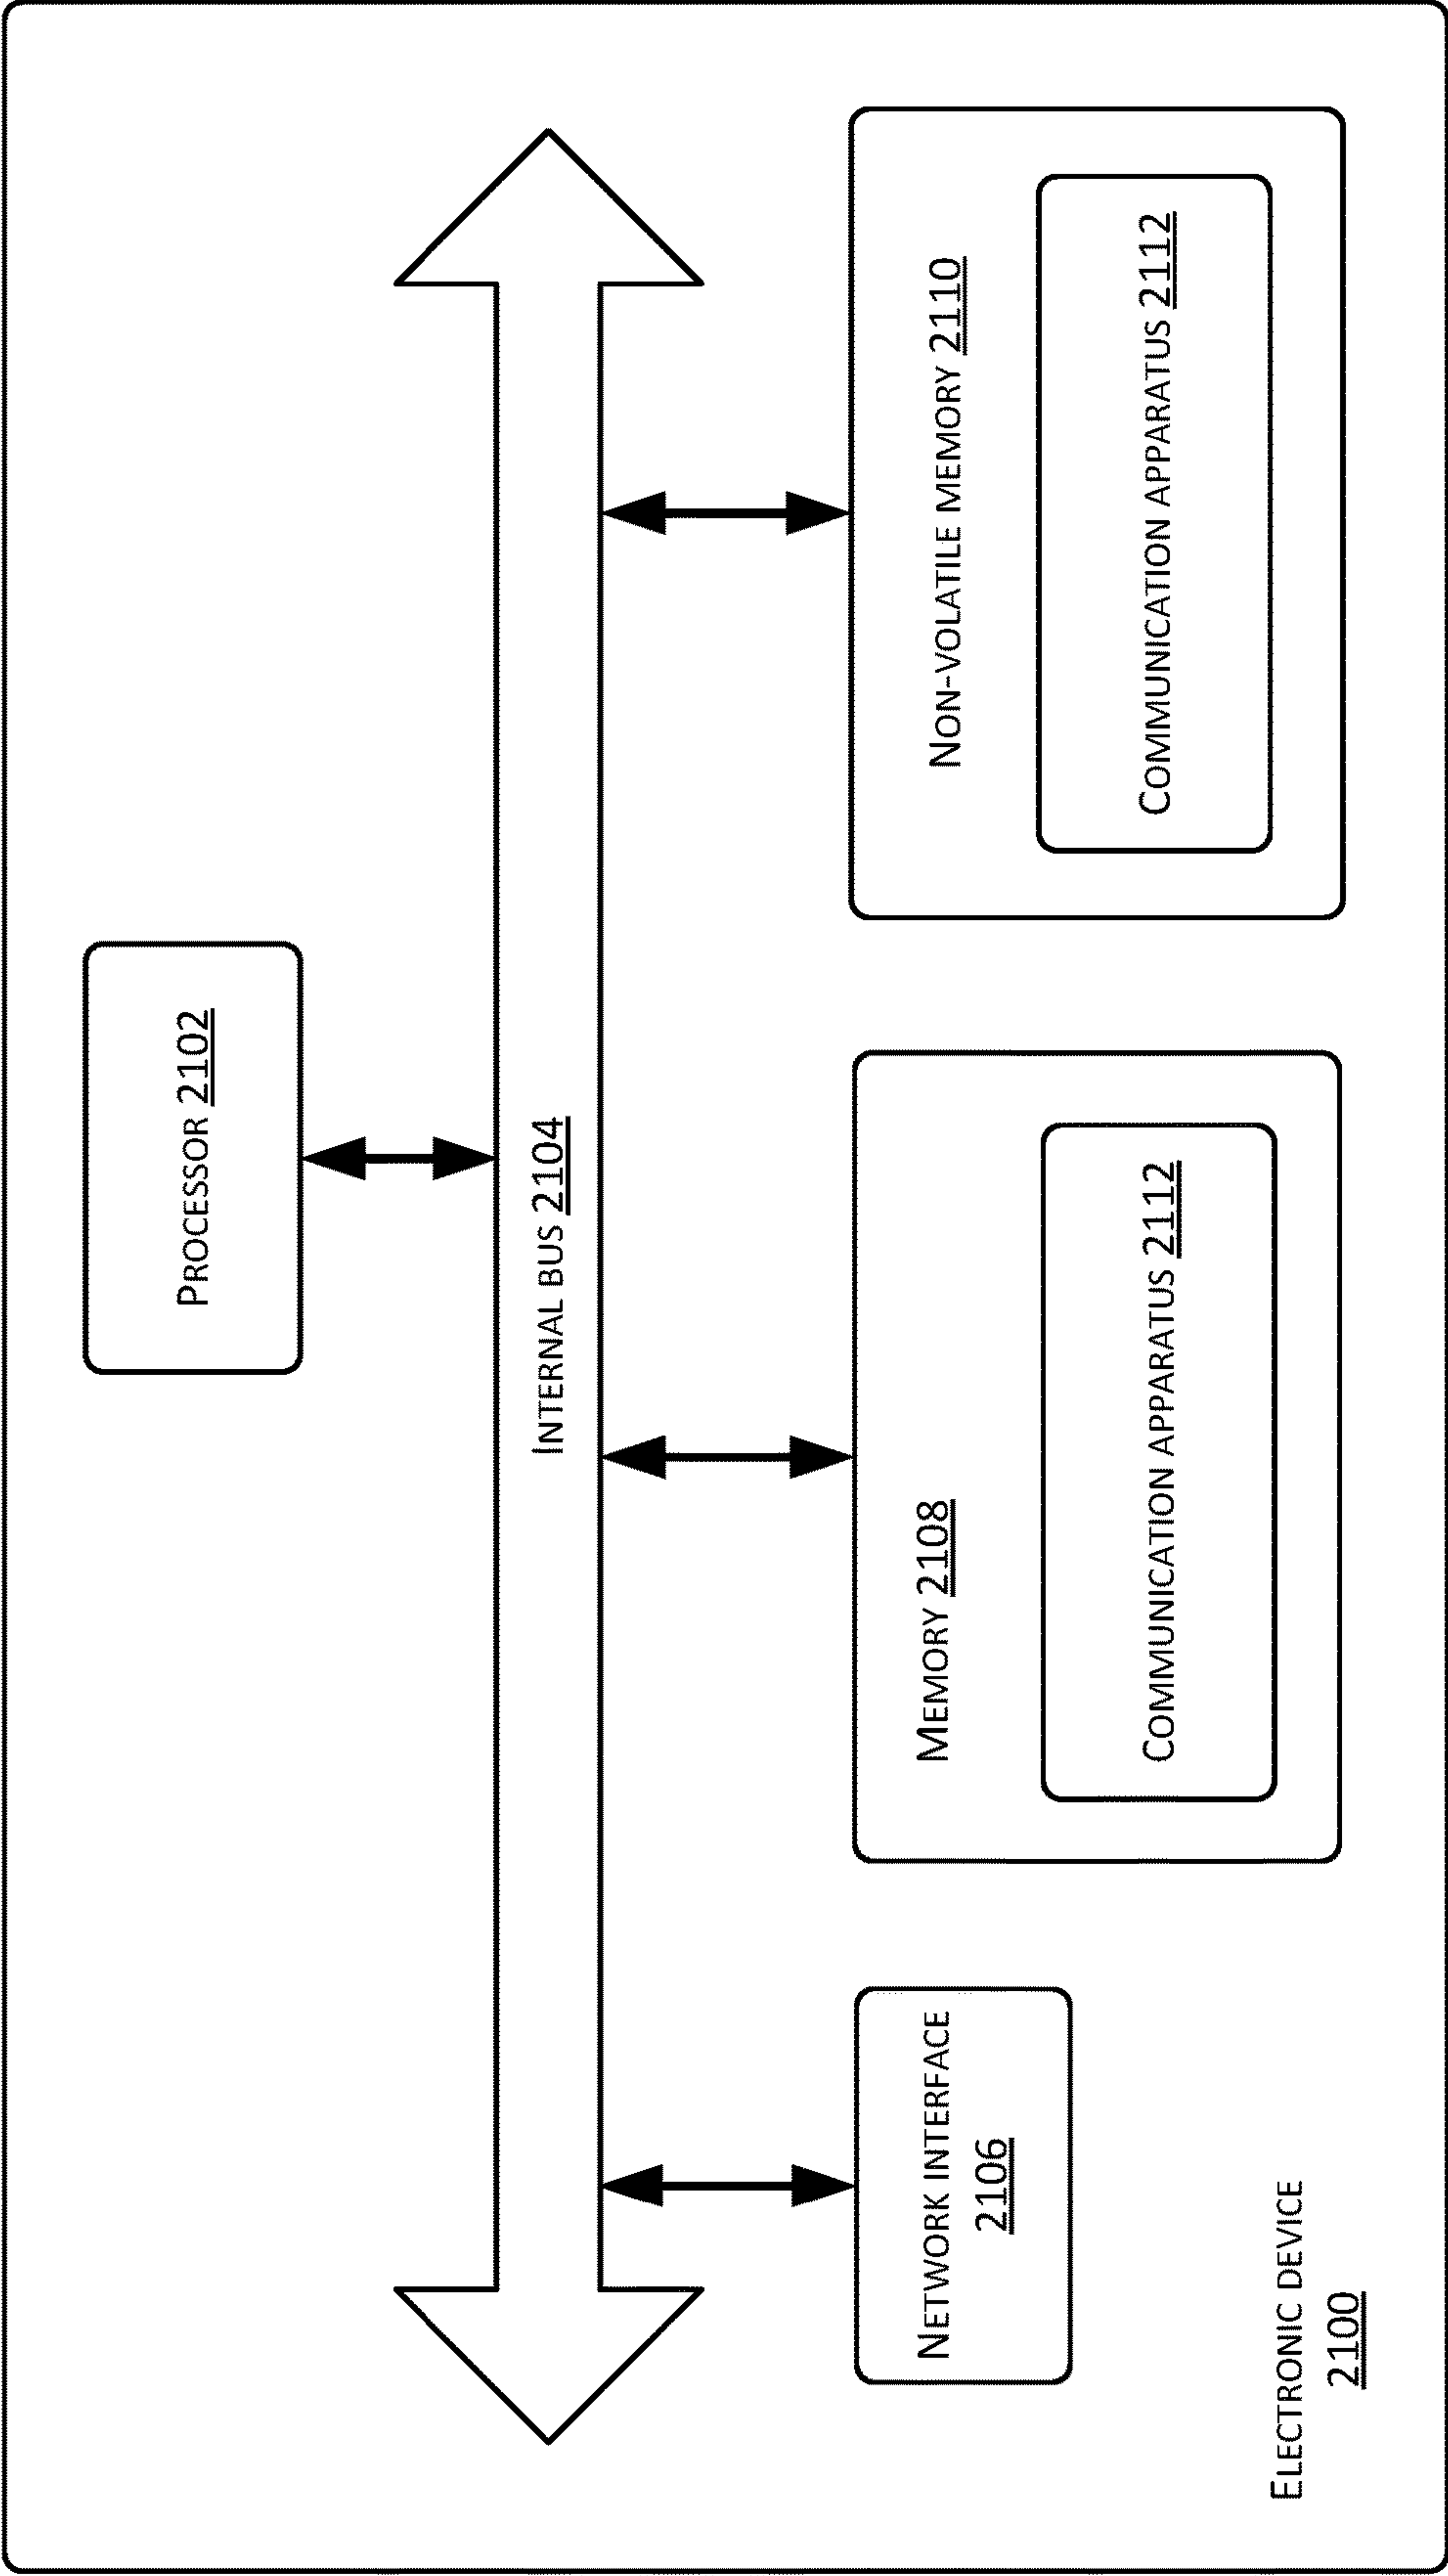 PROCESSOR 2102
INTERNAL BUS 2104
NETWORK INTERFACE
2106
MEMORY 2108
COMMUNICATION APPARATUS 2112
NON-VOLATILE MEMORY 2110
COMMUNICATION APPARATUS 2112
ELECTRONIC DEVICE
2100